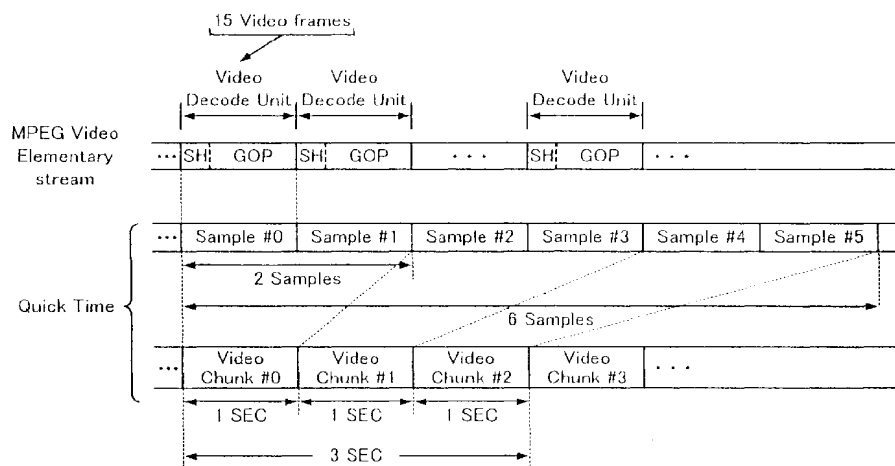 15 Video frames
Video
Decode Unit
Video
Decode Unit
Video
Decode Unit
MPEG Video
Elementary
stream
··· SH GOP SH GOP ··· SH GOP ···
··· Sample #0 Sample #1 Sample #2 Sample #3 Sample #4 Sample #5
2 Samples
Quick Time
6 Samples
··· Video
Chunk #0
Video
Chunk #1
Video
Chunk #2
Video
Chunk #3
···
1 SEC 1 SEC 1 SEC
3 SEC